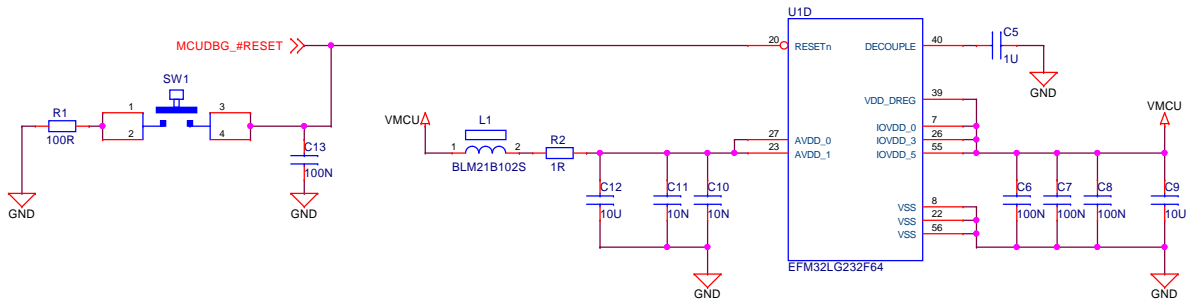 U1D
MCUDBG_#RESET
20
RESETn
DECOUPLE
40
C5
1U
GND
SW1
R1
100R
1
2
3
4
C13
100N
GND
GND
VMCU
L1
1
2
BLM21B102S
R2
1R
27
23
AVDD_0
AVDD_1
VDD_DREG
39
IOVDD_0
7
IOVDD_3
26
IOVDD_5
55
VMCU
C12
10U
C11
10N
C10
10N
GND
VSS
8
VSS
22
VSS
56
C6
100N
C7
100N
C8
100N
C9
10U
GND
EFM32LG232F64